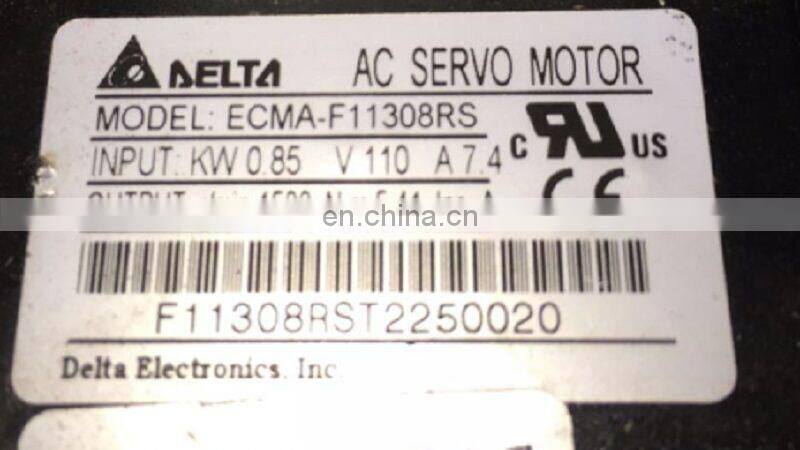 DELTA AC SERVO MOTOR
MODEL: ECMA-F11308RS
INPUT: KW 0.85 V 110 A 7.4
C US
en.china.cn
F11308RST2250020
Delta Electronics, Inc.